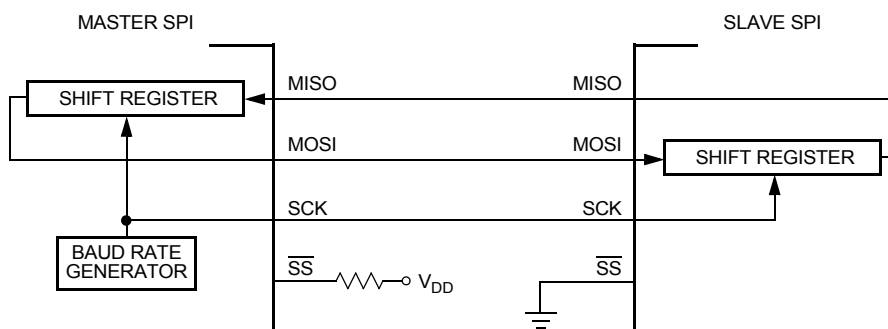 MASTER SPI
SLAVE SPI
SHIFT REGISTER
MISO
MISO
MOSI
MOSI
SHIFT REGISTER
SCK
SCK
BAUD RATE
GENERATOR
SS
VDD
SS